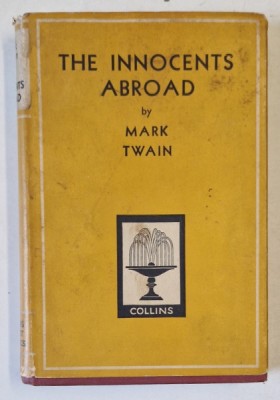 THE INNOCENTS
ABROAD
by
MARK
TWAIN
COLLINS